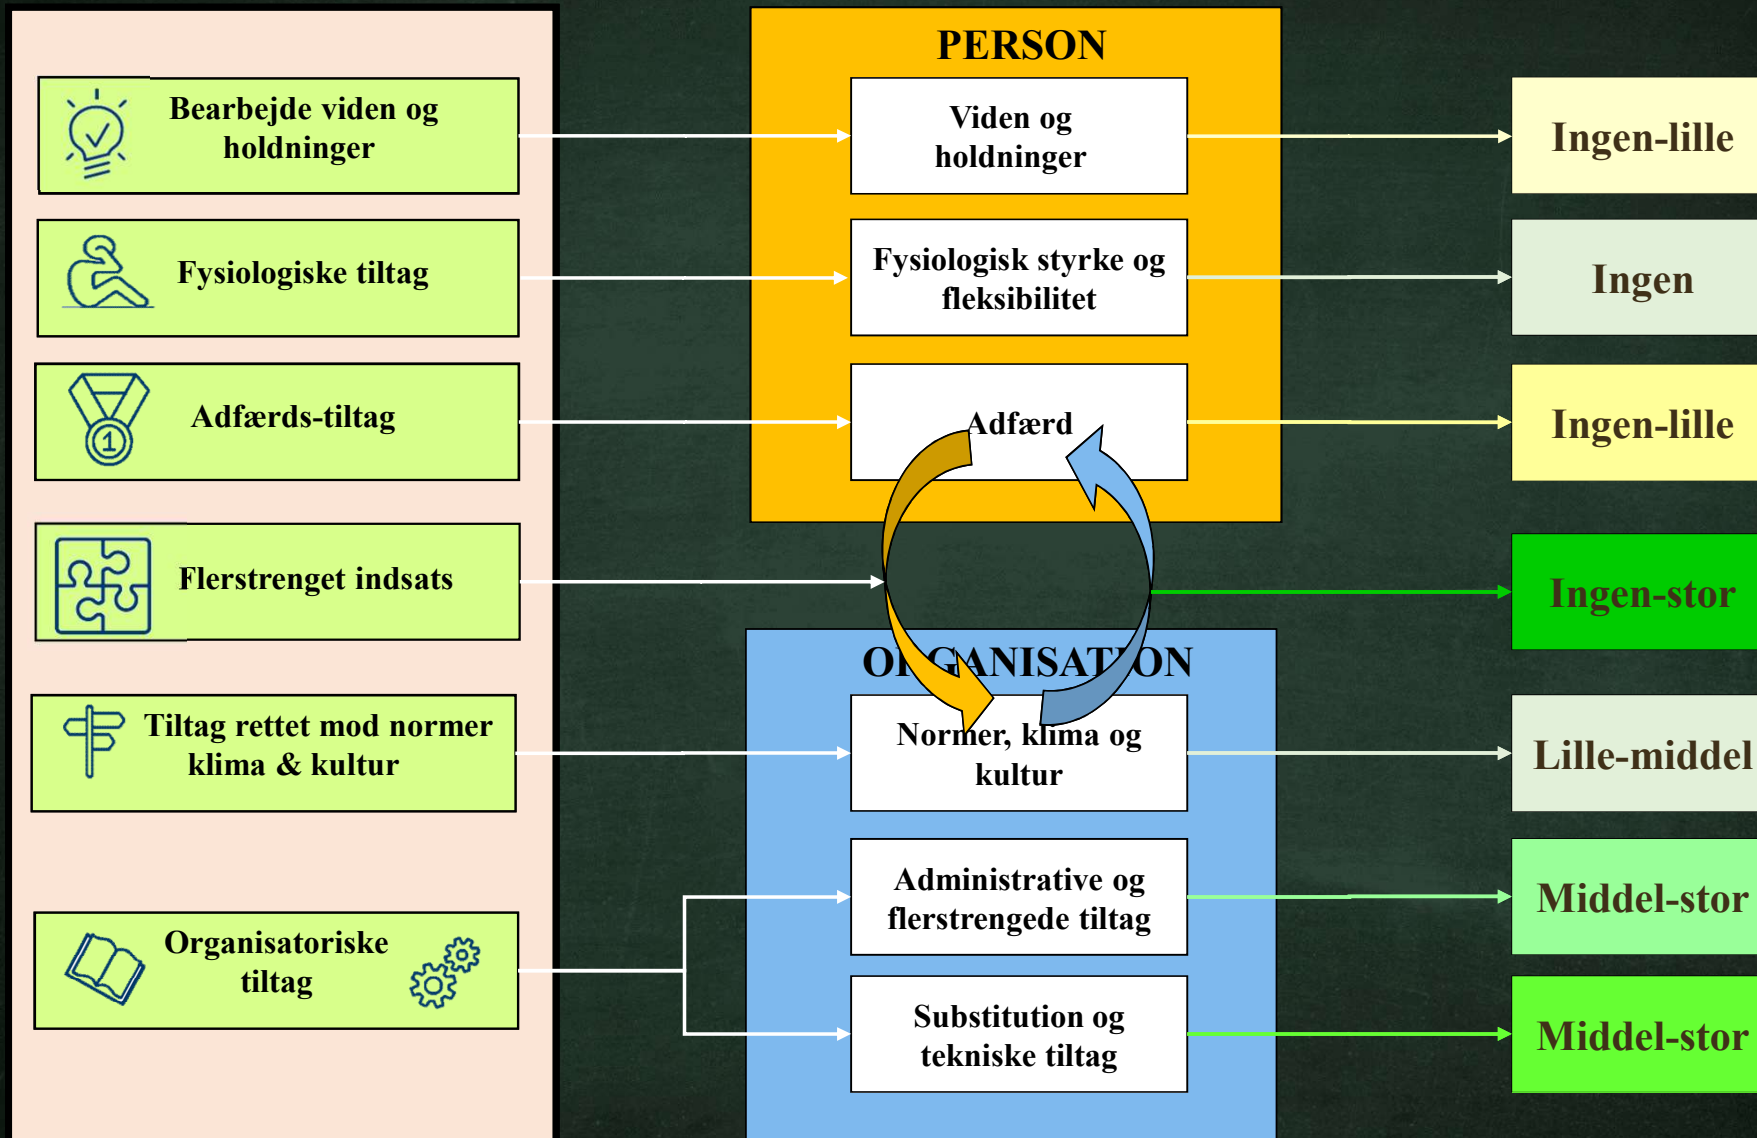 PERSON
Bearbejde viden og
holdninger
Viden og
holdninger
Ingen-lille
Fysiologiske tiltag
Fysiologisk styrke og
fleksibilitet
Ingen
Adfærds-tiltag
Adfærd
Ingen-lille
Flerstrenget indsats
Ingen-stor
ORGANISATION
Tiltag rettet mod normer
klima & kultur
Normer, klima og
kultur
Lille-middel
Organisatoriske
tiltag
Administrative og
flerstrengede tiltag
Middel-stor
Substitution og
tekniske tiltag
Middel-stor